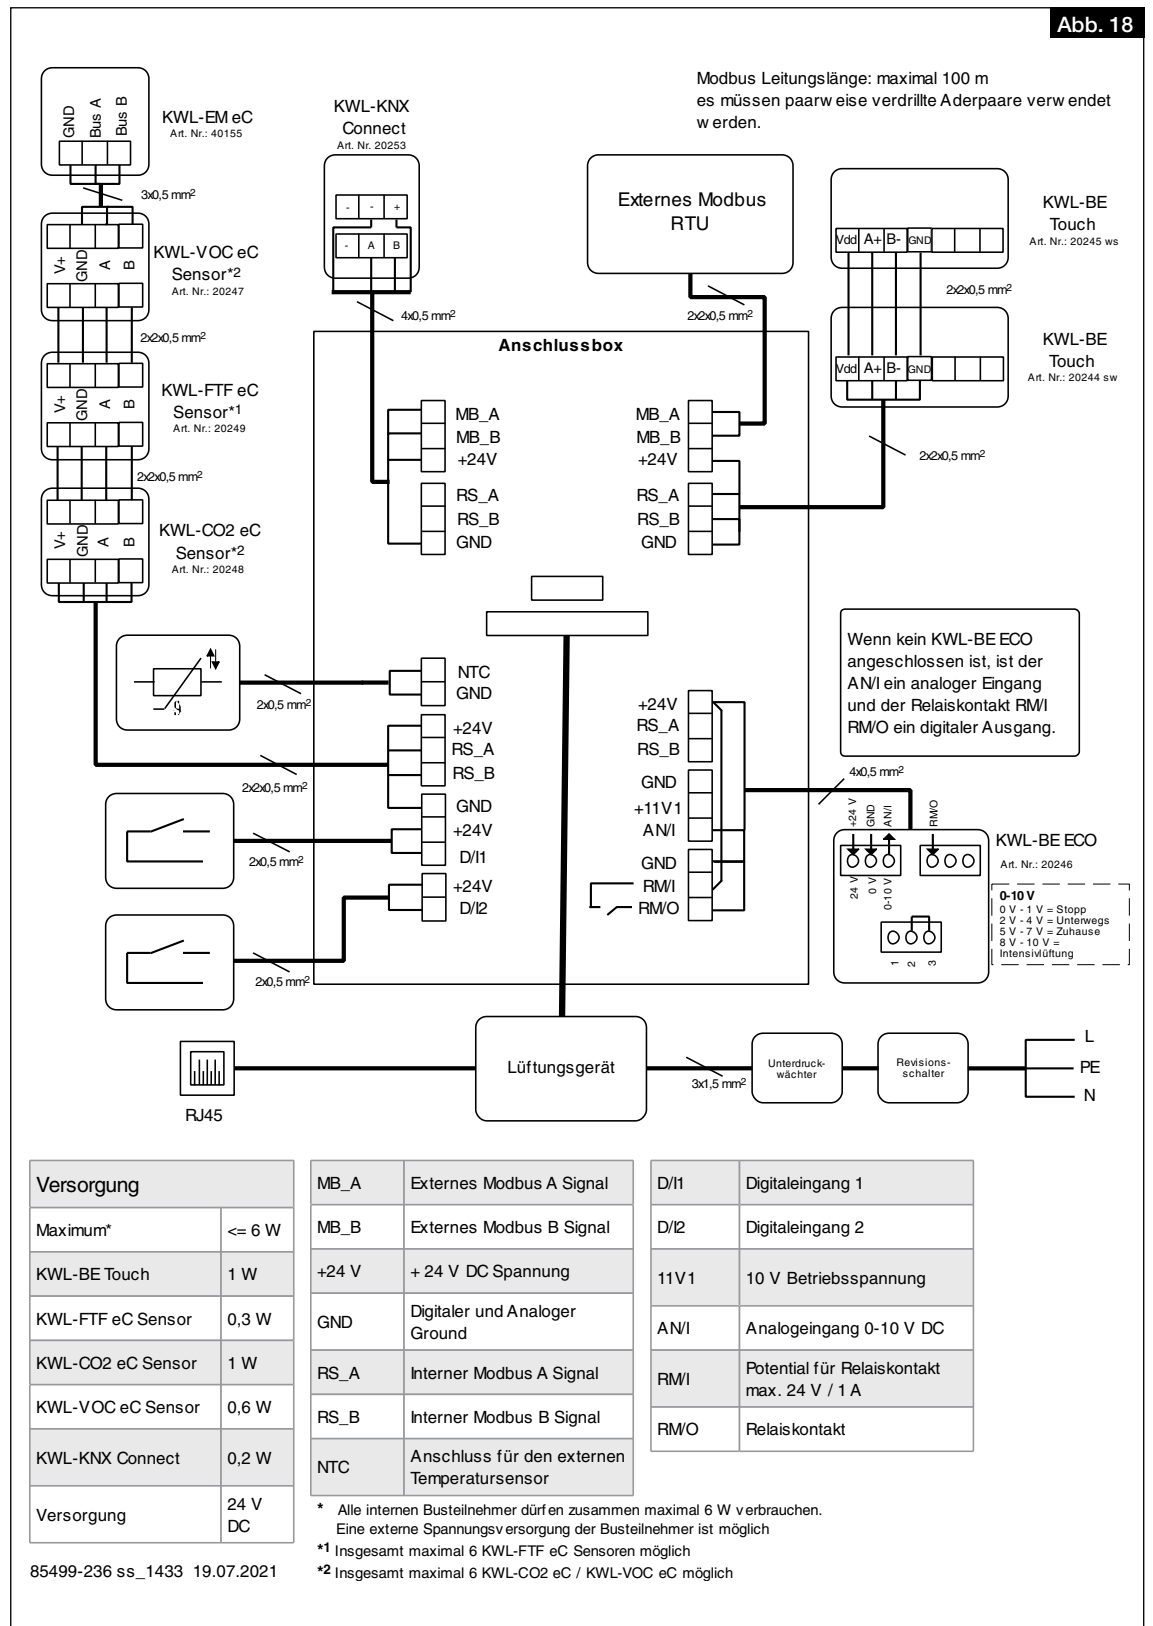 Abb. 18
Modbus Leitungslänge: maximal 100 m
es müssen paarweise verdrillte Aderpaare verwendet
werden.
GND
Bus A
Bus B
KWL-EM eC
Art. Nr.: 40155
3x0,5 mm²
V+
GND
A
B
KWL-VOC eC
Sensor*2
Art. Nr.: 20247
2x2x0,5 mm²
V+
GND
A
B
KWL-FTF eC
Sensor*1
Art. Nr.: 20249
2x2x0,5 mm²
V+
GND
A
B
KWL-CO2 eC
Sensor*2
Art. Nr.: 20248
KWL-KNX
Connect
Art. Nr. 20253
- - +
- A B
4x0,5 mm²
Externes Modbus
RTU
2x2x0,5 mm²
Vdd A+ B- GND
KWL-BE
Touch
Art. Nr.: 20245 ws
2x2x0,5 mm²
Vdd A+ B- GND
KWL-BE
Touch
Art. Nr.: 20244 sw
2x2x0,5 mm²
Anschlussbox
MB_A
MB_B
+24V
RS_A
RS_B
GND
MB_A
MB_B
+24V
RS_A
RS_B
GND
ϑ
2x0,5 mm²
2x2x0,5 mm²
2x0,5 mm²
2x0,5 mm²
NTC
GND
+24V
RS_A
RS_B
GND
+24V
D/I1
+24V
D/I2
+24V
RS_A
RS_B
GND
+11V1
AN/I
GND
RM/I
RM/O
Wenn kein KWL-BE ECO
angeschlossen ist, ist der
AN/I ein analoger Eingang
und der Relaiskontakt RM/I
RM/O ein digitaler Ausgang.
4x0,5 mm²
+24 V
GND
AN/I
RM/O
24 V
0 V
0-10 V
1
2
3
KWL-BE ECO
Art. Nr.: 20246
0-10 V
0 V - 1 V = Stopp
2 V - 4 V = Unterwegs
5 V - 7 V = Zuhause
8 V - 10 V =
Intensivlüftung
RJ45
Lüftungsgerät
3x1,5 mm²
Unterdruck-
wächter
Revisions-
schalter
L
PE
N
Versorgung
Maximum* <= 6 W
KWL-BE Touch 1 W
KWL-FTF eC Sensor 0,3 W
KWL-CO2 eC Sensor 1 W
KWL-VOC eC Sensor 0,6 W
KWL-KNX Connect 0,2 W
Versorgung 24 V
DC
MB_A Externes Modbus A Signal
MB_B Externes Modbus B Signal
+24 V + 24 V DC Spannung
GND Digitaler und Analoger
Ground
RS_A Interner Modbus A Signal
RS_B Interner Modbus B Signal
NTC Anschluss für den externen
Temperatursensor
D/I1 Digitaleingang 1
D/I2 Digitaleingang 2
11V1 10 V Betriebsspannung
AN/I Analogeingang 0-10 V DC
RM/I Potential für Relaiskontakt
max. 24 V / 1 A
RM/O Relaiskontakt
* Alle internen Busteilnehmer dürfen zusammen maximal 6 W verbrauchen.
Eine externe Spannungsversorgung der Busteilnehmer ist möglich
*1 Insgesamt maximal 6 KWL-FTF eC Sensoren möglich
*2 Insgesamt maximal 6 KWL-CO2 eC / KWL-VOC eC möglich
85499-236 ss_1433 19.07.2021